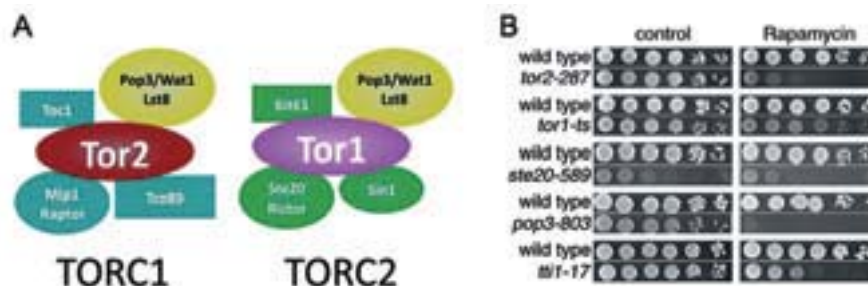 A
Pop3/Wat1
Lst8
Toc1
Tor2
Mip1
Raptor
Tco89
TORC1
Pop3/Wat1
Lst8
Bit61
Tor1
Ste20
Rictor
Sin1
TORC2
B
control
Rapamycin
wild type
tor2-287
wild type
tor1-ts
wild type
ste20-589
wild type
pop3-803
wild type
tti1-17